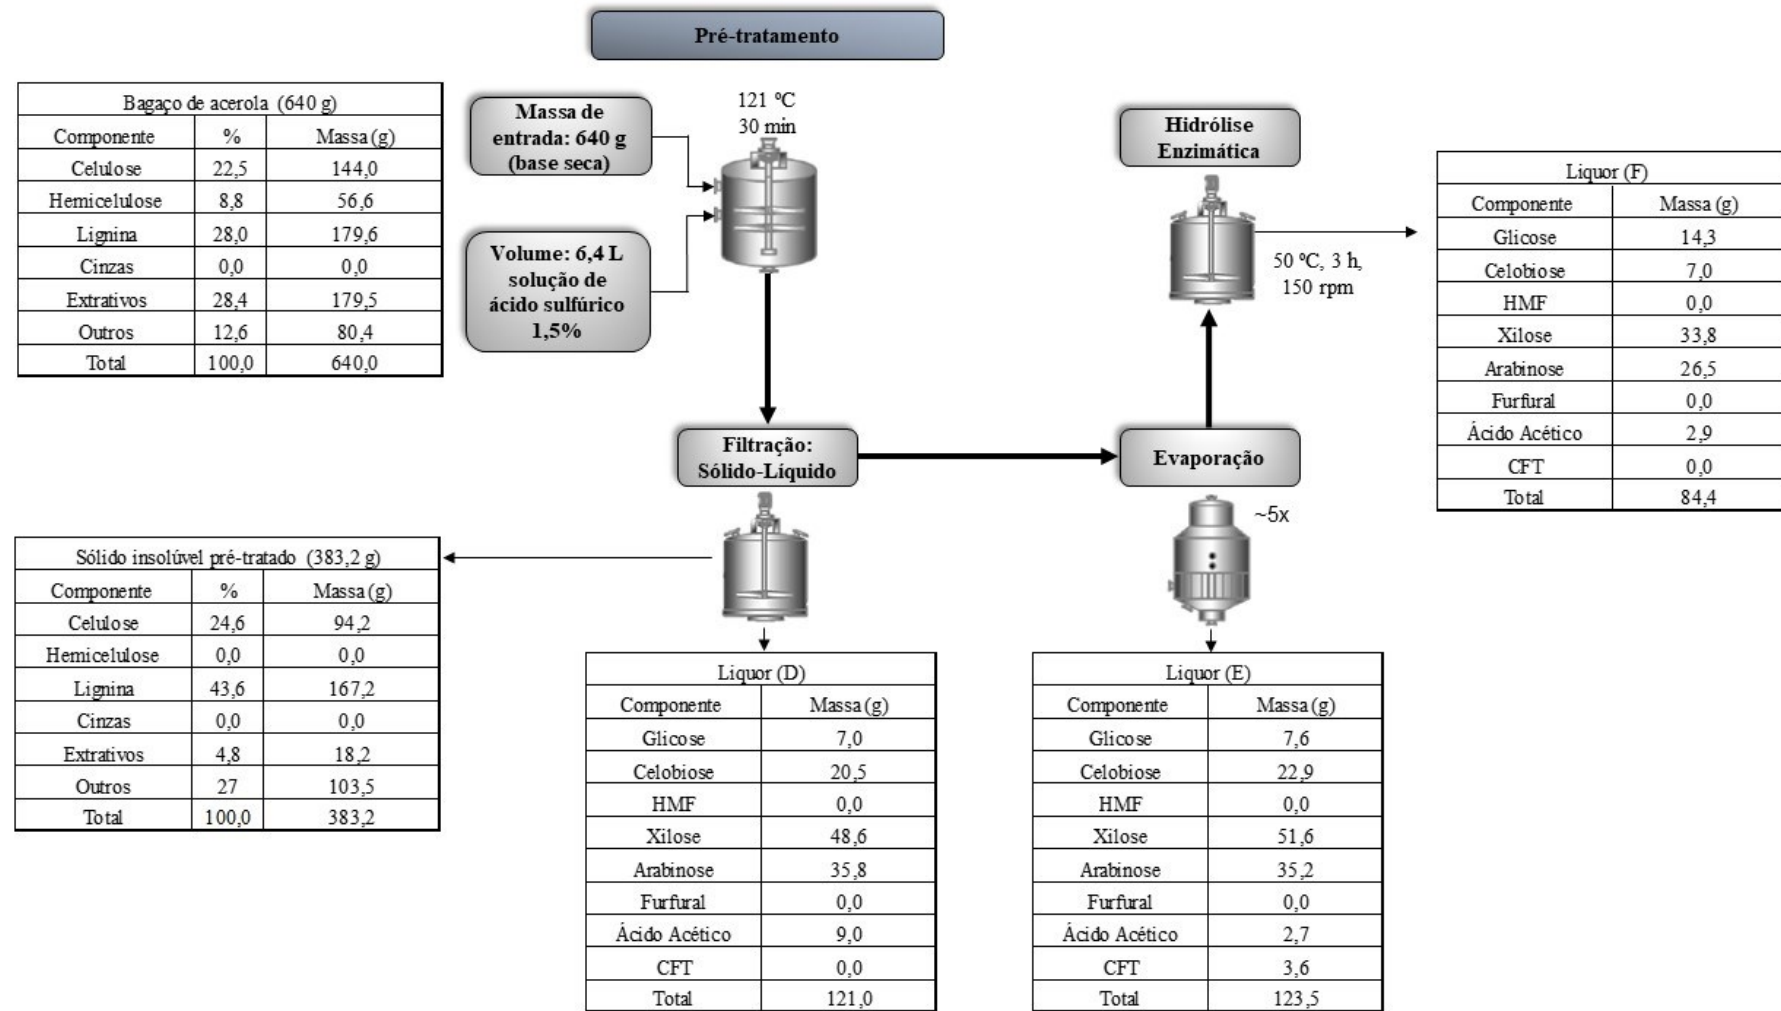 Pré-tratamento
Bagaço de acerola (640 g)
Componente % Massa (g)
Celulose 22,5 144,0
Hemicelulose 8,8 56,6
Lignina 28,0 179,6
Cinzas 0,0 0,0
Extrativos 28,4 179,5
Outros 12,6 80,4
Total 100,0 640,0
Massa de
entrada: 640 g
(base seca)
Volume: 6,4 L
solução de
ácido sulfúrico
1,5%
121 ºC
30 min
Filtração:
Sólido-Líquido
Evaporação
~5x
Hidrólise
Enzimática
50 ºC, 3 h,
150 rpm
Liquor (F)
Componente Massa (g)
Glicose 14,3
Celobiose 7,0
HMF 0,0
Xilose 33,8
Arabinose 26,5
Furfural 0,0
Ácido Acético 2,9
CFT 0,0
Total 84,4
Sólido insolúvel pré-tratado (383,2 g)
Componente % Massa (g)
Celulose 24,6 94,2
Hemicelulose 0,0 0,0
Lignina 43,6 167,2
Cinzas 0,0 0,0
Extrativos 4,8 18,2
Outros 27 103,5
Total 100,0 383,2
Liquor (D)
Componente Massa (g)
Glicose 7,0
Celobiose 20,5
HMF 0,0
Xilose 48,6
Arabinose 35,8
Furfural 0,0
Ácido Acético 9,0
CFT 0,0
Total 121,0
Liquor (E)
Componente Massa (g)
Glicose 7,6
Celobiose 22,9
HMF 0,0
Xilose 51,6
Arabinose 35,2
Furfural 0,0
Ácido Acético 2,7
CFT 3,6
Total 123,5